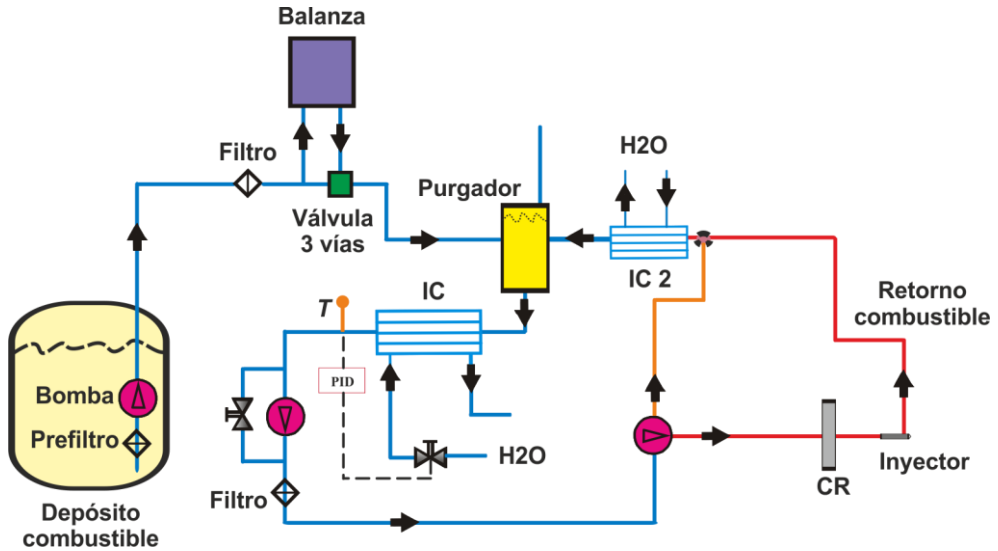 Balanza
Filtro
H2O
Purgador
Válvula
3 vías
IC 2
T
IC
Retorno
combustible
PID
Bomba
Prefiltro
H2O
Filtro
CR
Inyector
Depósito
combustible